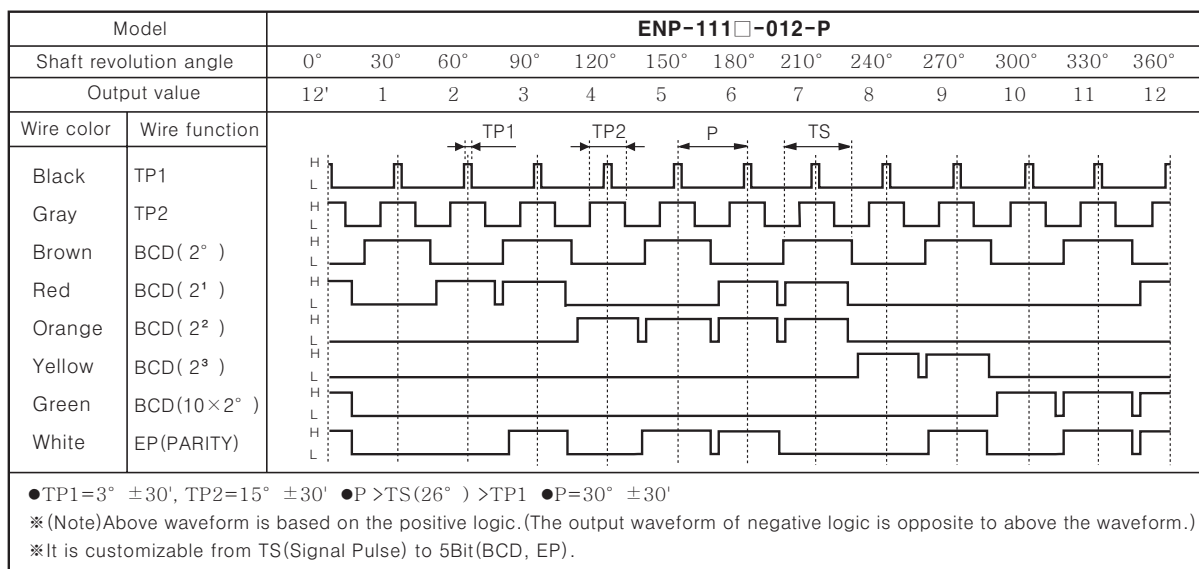 Model ENP-111□-012-P
Shaft revolution angle 0° 30° 60° 90° 120° 150° 180° 210° 240° 270° 300° 330° 360°
Output value 12' 1 2 3 4 5 6 7 8 9 10 11 12
Wire color Wire function TP1 TP2 P TS
Black TP1 H L
Gray TP2 H L
Brown BCD( 2° ) H L
Red BCD( 2¹ ) H L
Orange BCD( 2² ) H L
Yellow BCD( 2³ ) H L
Green BCD(10×2° ) H L
White EP(PARITY) H L
●TP1=3° ±30', TP2=15° ±30' ●P >TS(26° ) >TP1 ●P=30° ±30'
※(Note)Above waveform is based on the positive logic.(The output waveform of negative logic is opposite to above the waveform.)
※It is customizable from TS(Signal Pulse) to 5Bit(BCD, EP).